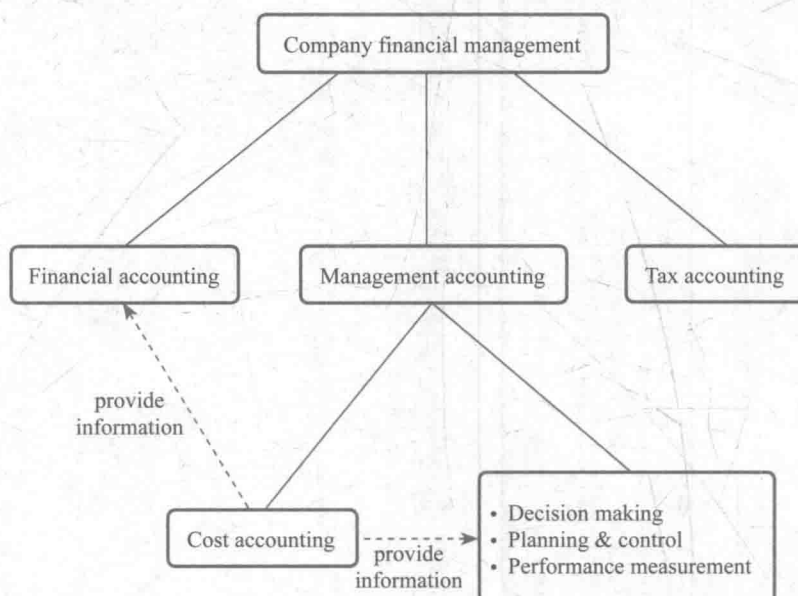 Company financial management
Financial accounting
Management accounting
Tax accounting
provide
information
Cost accounting
provide
information
• Decision making
• Planning & control
• Performance measurement